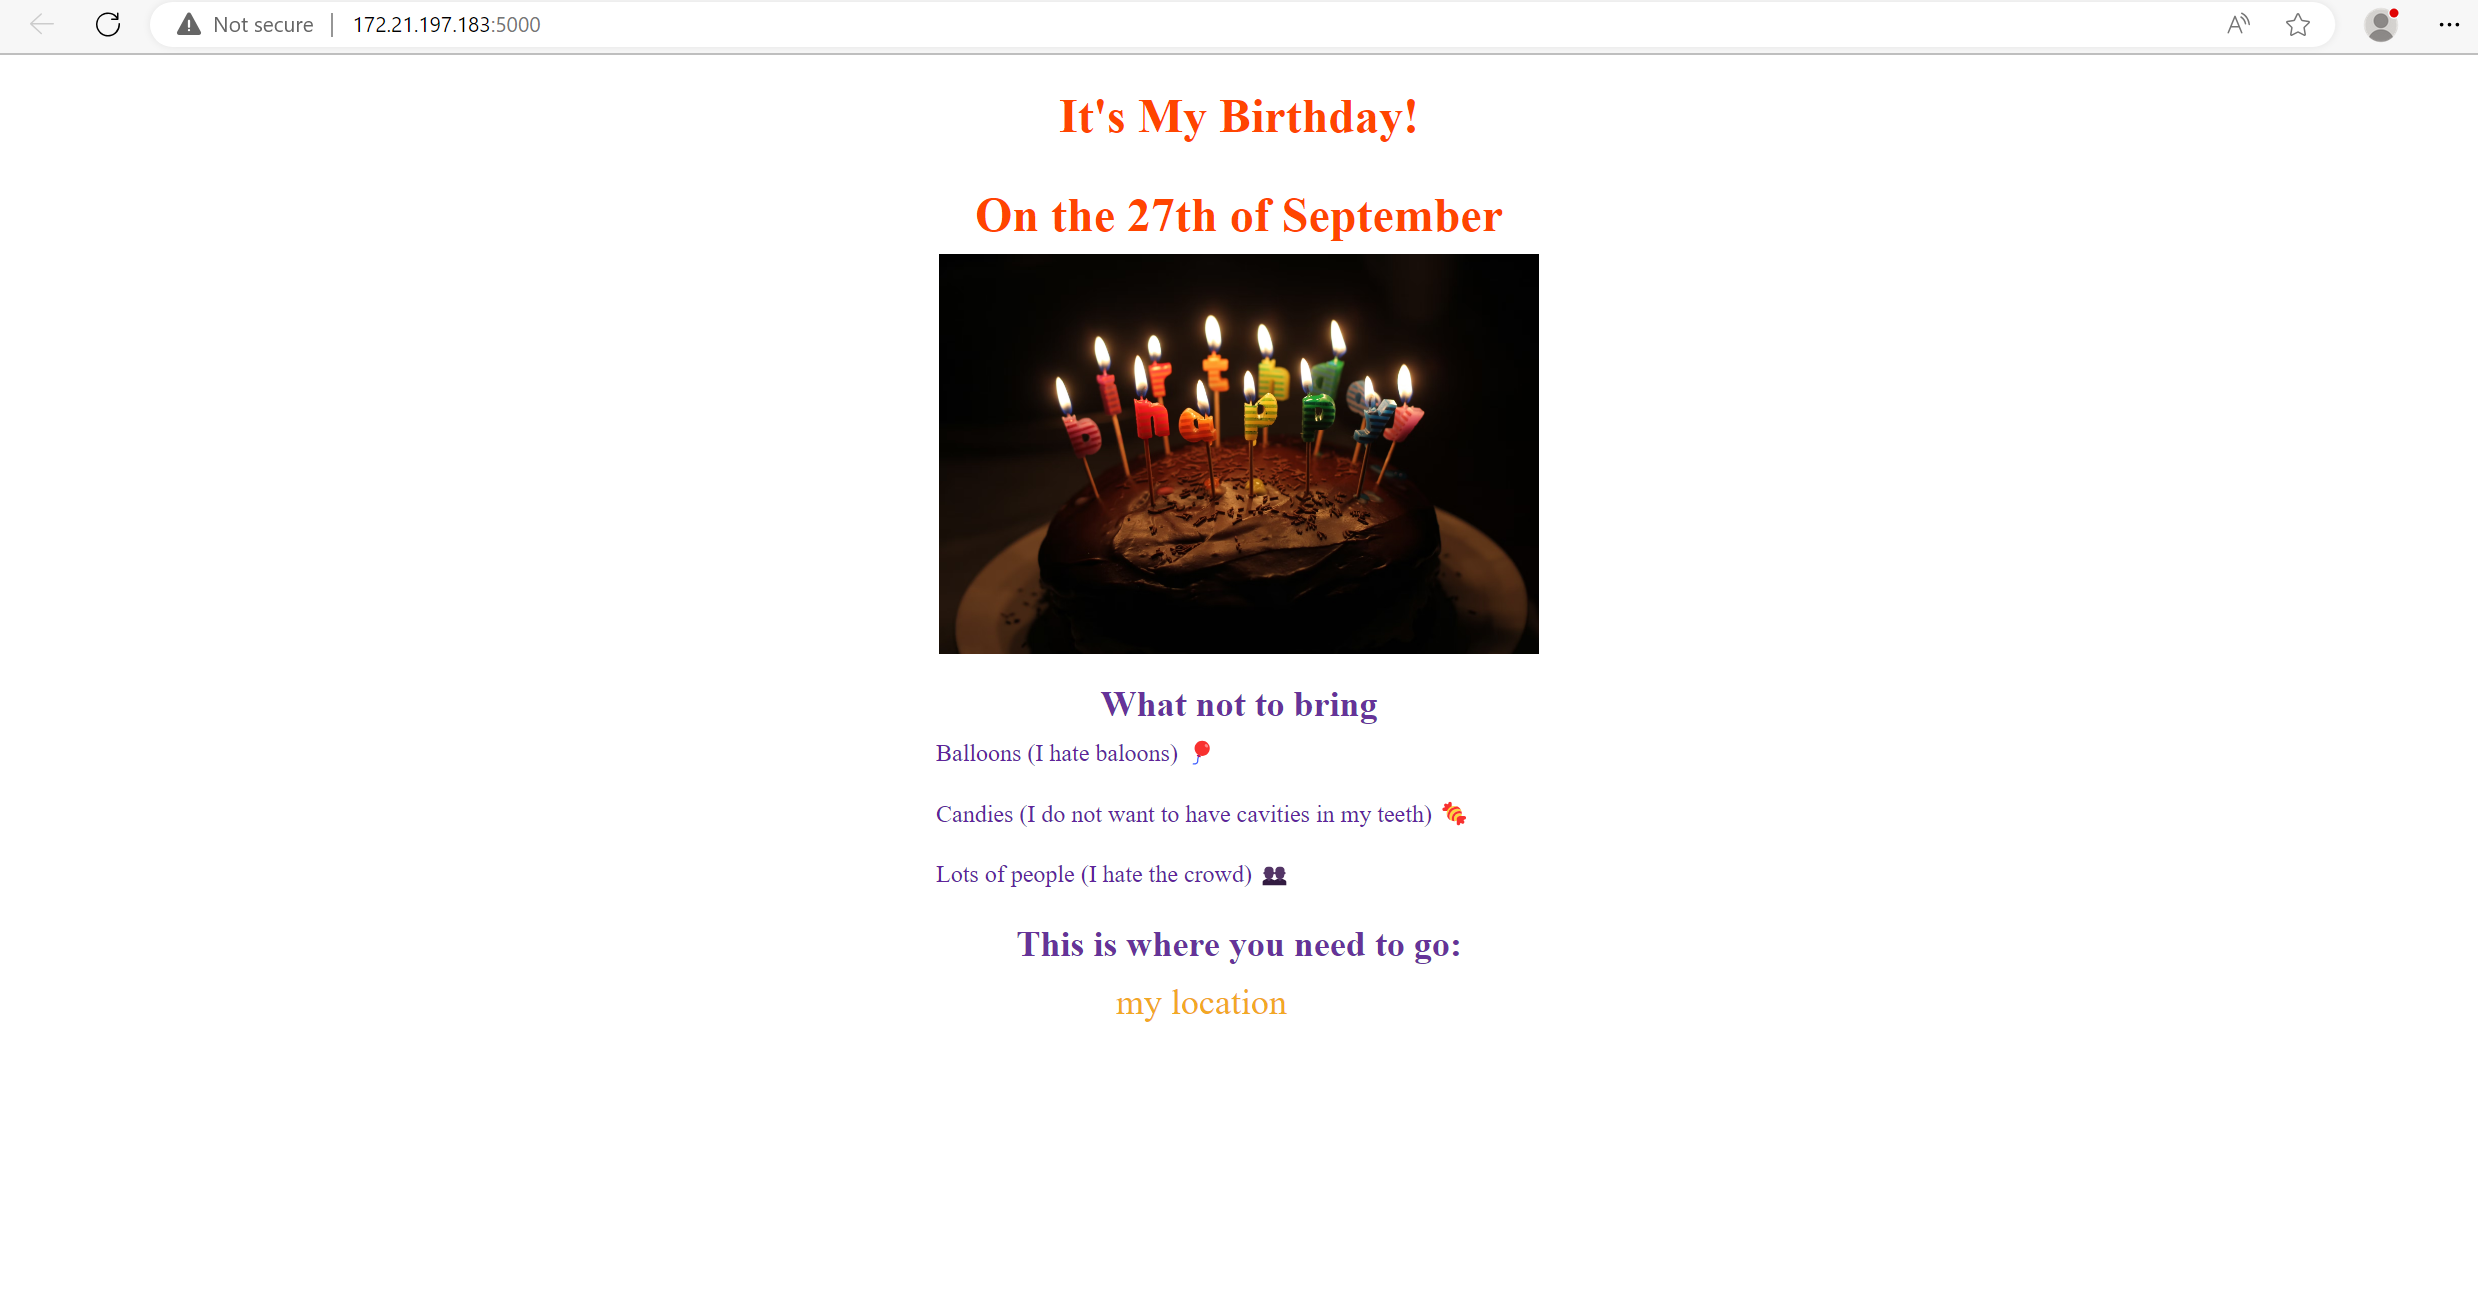 Not secure | 172.21.197.183:5000
It's My Birthday!
On the 27th of September
birthday
happy
What not to bring
Balloons (I hate baloons) 🎈
Candies (I do not want to have cavities in my teeth) 🍬
Lots of people (I hate the crowd) 👥
This is where you need to go:
my location